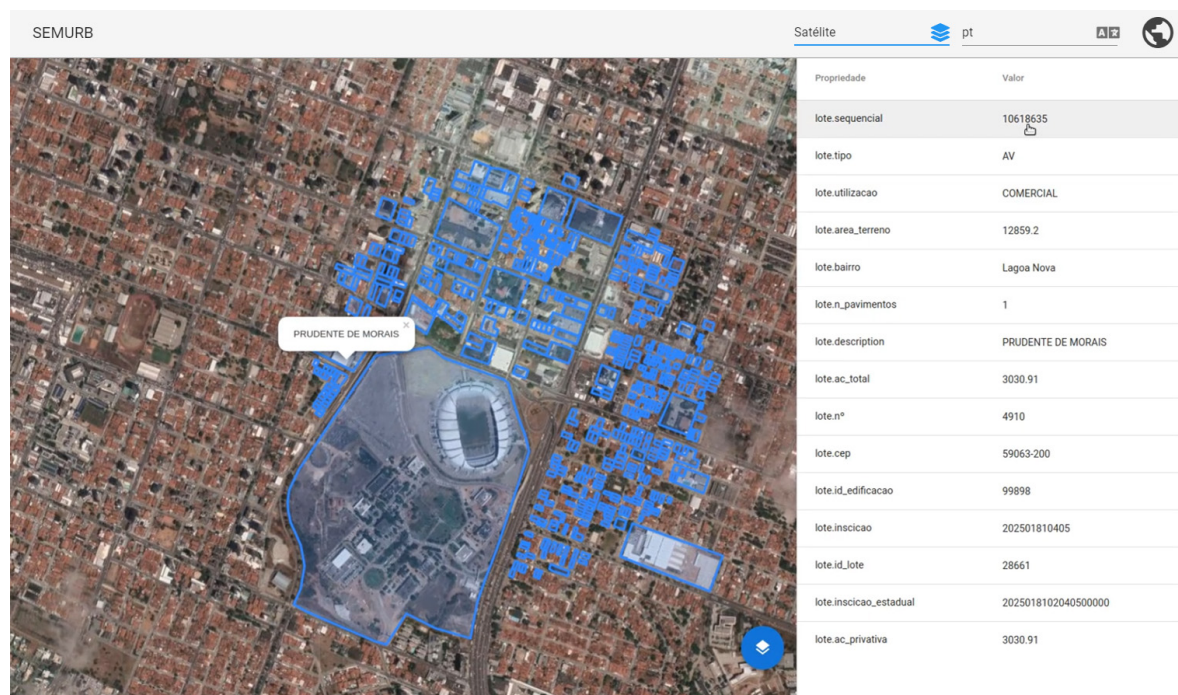 SEMURB
Satélite
pt
PRUDENTE DE MORAIS
×
Propriedade Valor
lote.sequencial 10618635
lote.tipo AV
lote.utilizacao COMERCIAL
lote.area_terreno 12859.2
lote.bairro Lagoa Nova
lote.n_pavimentos 1
lote.description PRUDENTE DE MORAIS
lote.ac_total 3030.91
lote.nº 4910
lote.cep 59063-200
lote.id_edificacao 99898
lote.inscicao 202501810405
lote.id_lote 28661
lote.inscicao_estadual 2025018102040500000
lote.ac_privativa 3030.91